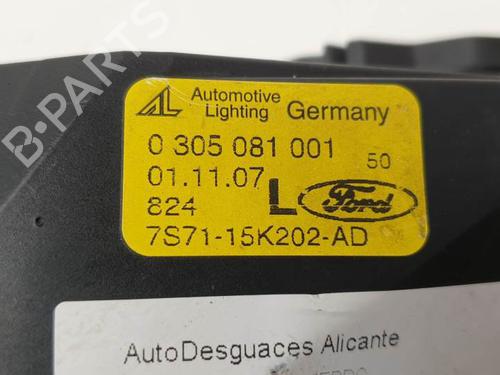 B-PARTS
AL Automotive Lighting Germany
0 305 081 001 50
01.11.07
824 L Ford
7S71-15K202-AD
AutoDesguaces Alicante